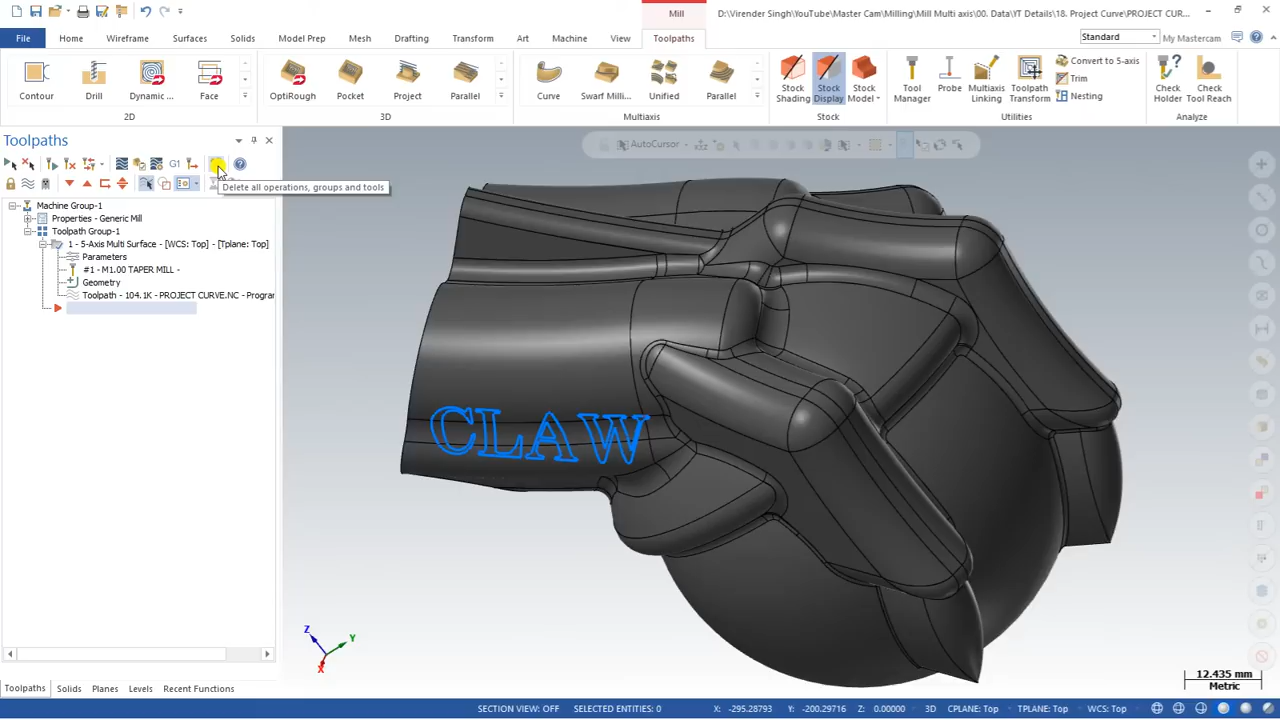 Mill
D:\Virender Singh\YouTube\Master Cam\Milling\Mill Multi axis\00. Data\YT Details\18. Project Curve\PROJECT CUR...
File
Home
Wireframe
Surfaces
Solids
Model Prep
Mesh
Drafting
Transform
Art
Machine
View
Toolpaths
Standard
My Mastercam
Contour
Drill
Dynamic ...
Face
OptiRough
Pocket
Project
Parallel
Curve
Swarf Milli...
Unified
Parallel
Stock Shading
Stock Display
Stock Model
Tool Manager
Probe
Multiaxis Linking
Toolpath Transform
Convert to 5-axis
Trim
Nesting
Check Holder
Check Tool Reach
2D
3D
Multiaxis
Stock
Utilities
Analyze
Toolpaths
G1
Delete all operations, groups and tools
AutoCursor
Machine Group-1
Properties - Generic Mill
Toolpath Group-1
1 - 5-Axis Multi Surface - [WCS: Top] - [Tplane: Top]
Parameters
#1 - M1.00 TAPER MILL -
Geometry
Toolpath - 104.1K - PROJECT CURVE.NC - Progra
CLAW
Z
Y
X
12.435 mm
Metric
Toolpaths
Solids
Planes
Levels
Recent Functions
SECTION VIEW: OFF
SELECTED ENTITIES: 0
X: -295.28793
Y: -200.29716
Z: 0.00000
3D
CPLANE: Top
TPLANE: Top
WCS: Top